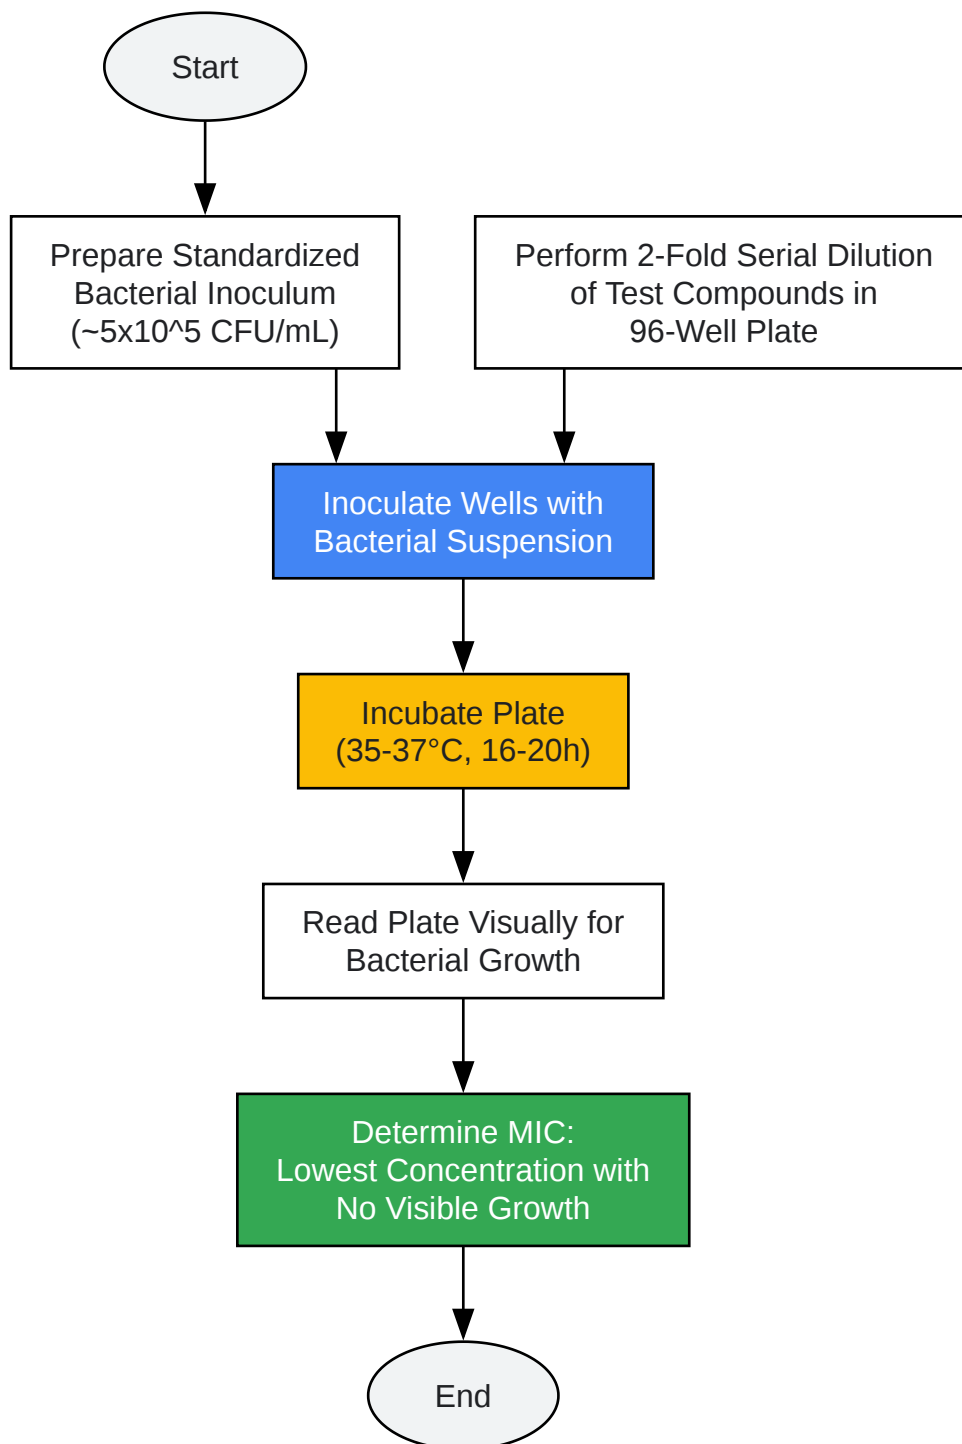 Start
Prepare Standardized
Bacterial Inoculum
(~5x10^5 CFU/mL)
Perform 2-Fold Serial Dilution
of Test Compounds in
96-Well Plate
Inoculate Wells with
Bacterial Suspension
Incubate Plate
(35-37°C, 16-20h)
Read Plate Visually for
Bacterial Growth
Determine MIC:
Lowest Concentration with
No Visible Growth
End